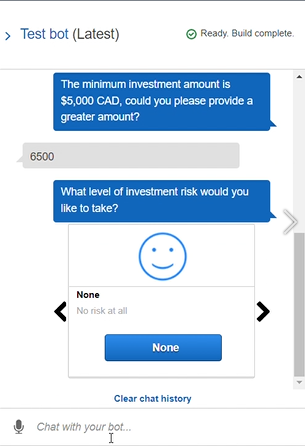 Test bot (Latest)
Ready. Build complete.
The minimum investment amount is
$5,000 CAD, could you please provide a
greater amount?
6500
What level of investment risk would you
like to take?
None
No risk at all
None
Clear chat history
Chat with your bot...